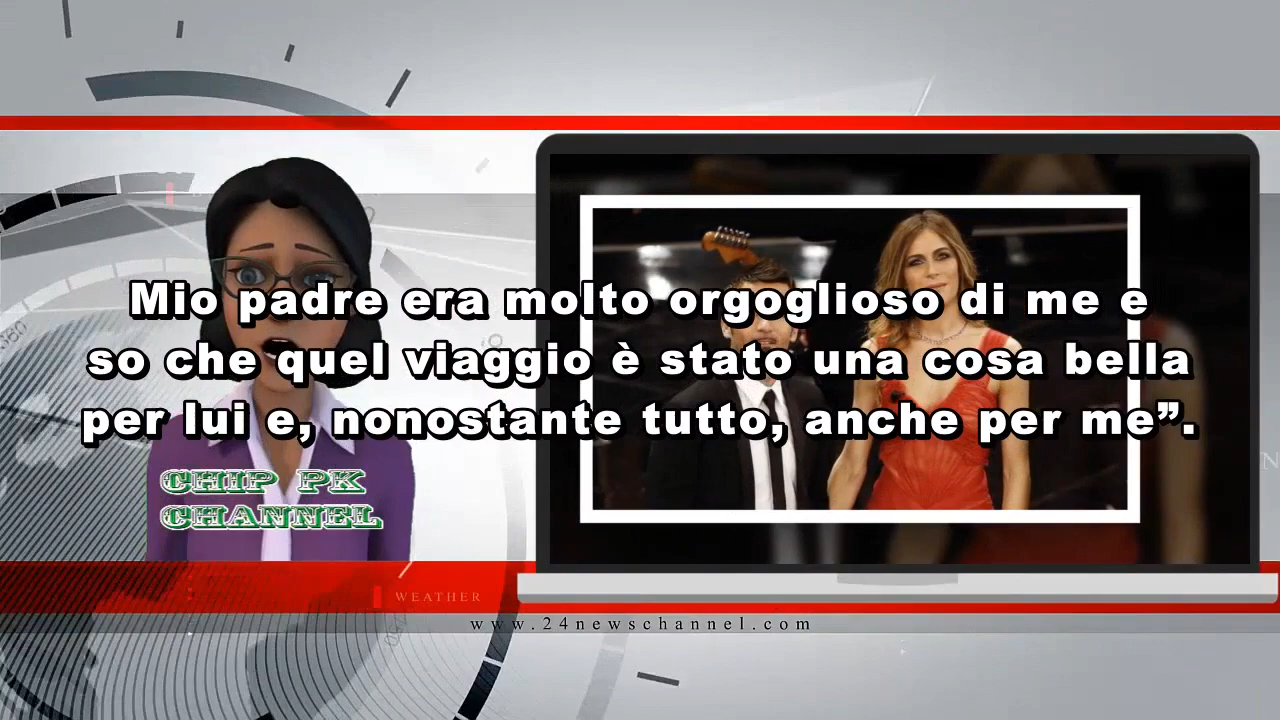 Mio padre era molto orgoglioso di me e
so che quel viaggio è stato una cosa bella
per lui e, nonostante tutto, anche per me”.
CHIP PK
CHANNEL
WEATHER
www.24newschannel.com